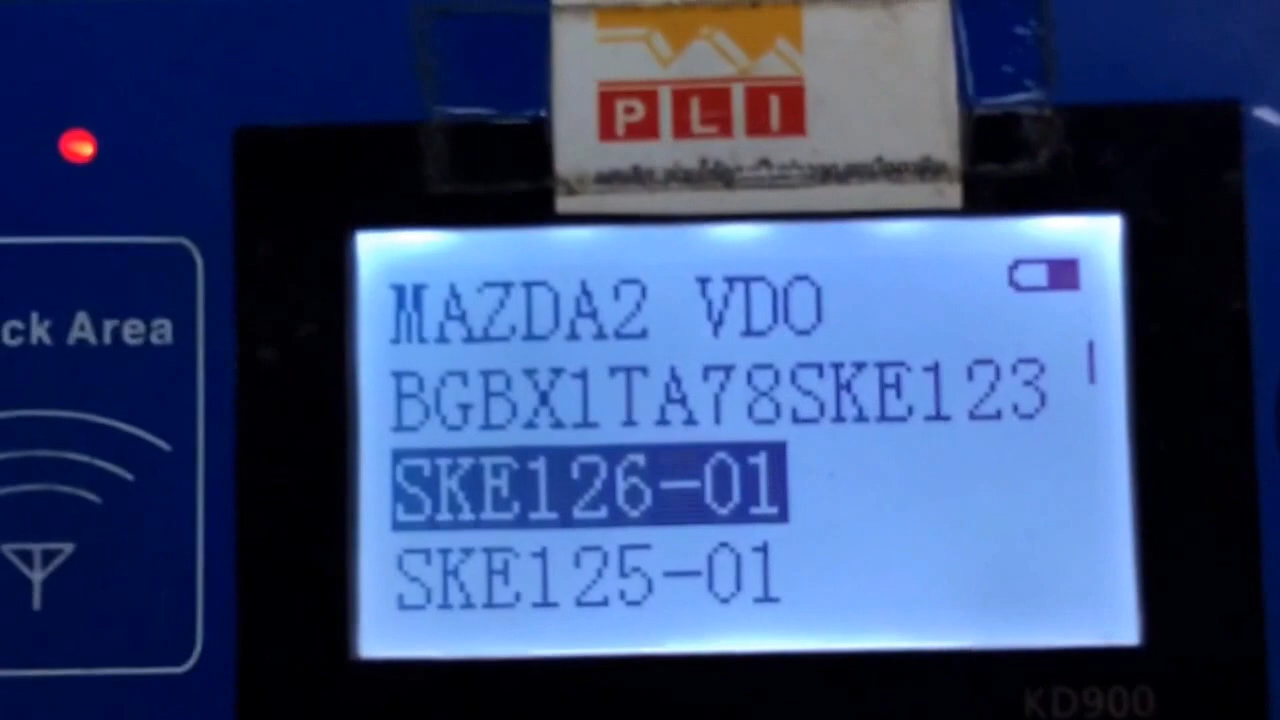 PLI
ck Area
MAZDA2 VDO
BGBX1TA78SKE123
SKE126-01
SKE125-01
KD900